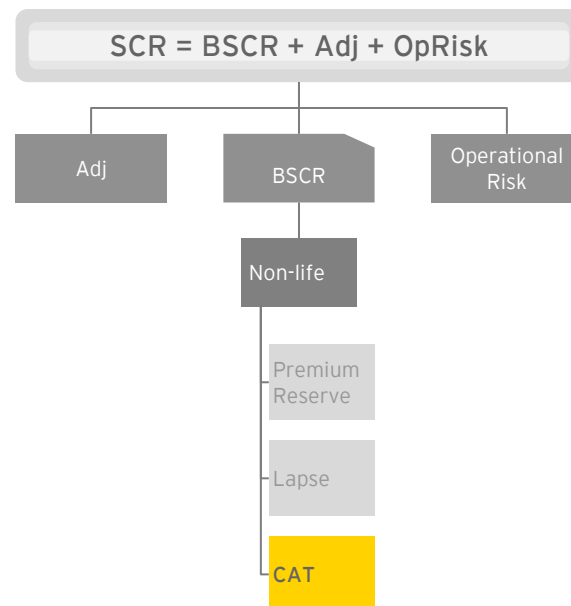 SCR = BSCR + Adj + OpRisk
Adj
BSCR
Operational
Risk
Non-life
Premium
Reserve
Lapse
CAT